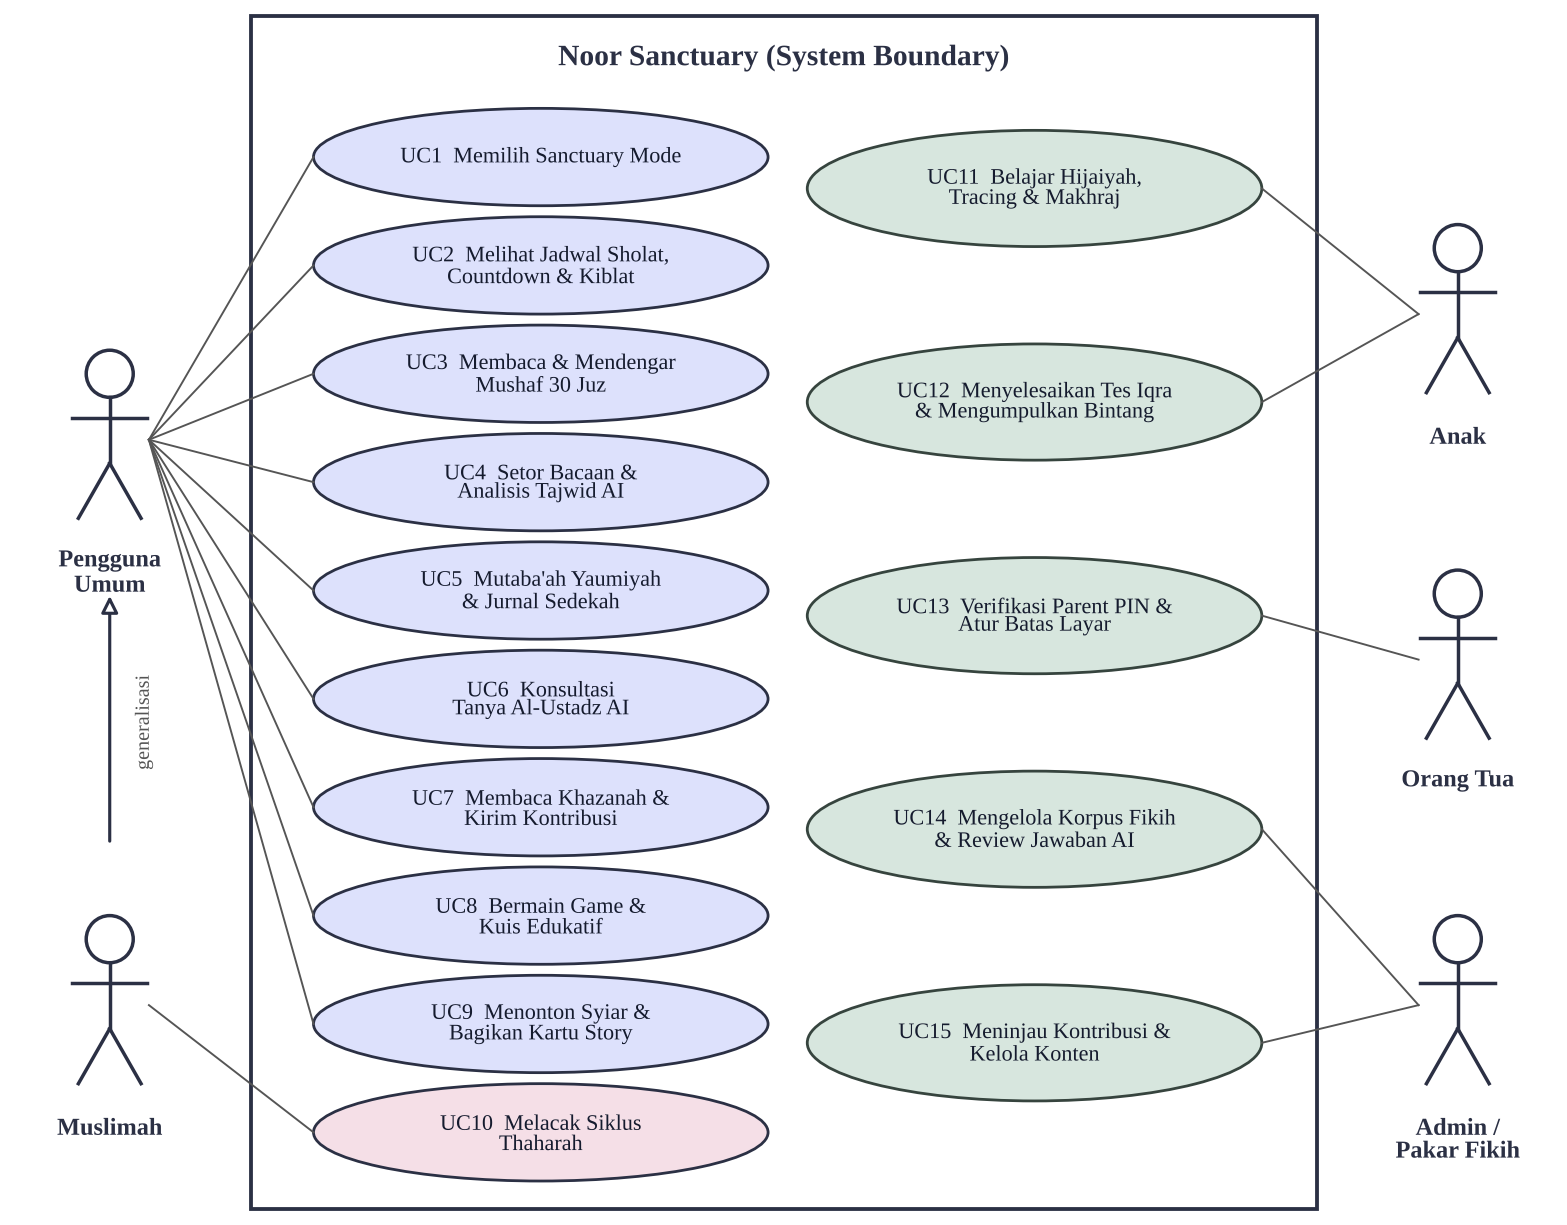 Noor Sanctuary (System Boundary)
UC1 Memilih Sanctuary Mode
UC2 Melihat Jadwal Sholat,
Countdown & Kiblat
UC3 Membaca & Mendengar
Mushaf 30 Juz
UC4 Setor Bacaan &
Analisis Tajwid AI
UC5 Mutaba'ah Yaumiyah
& Jurnal Sedekah
UC6 Konsultasi
Tanya Al-Ustadz AI
UC7 Membaca Khazanah &
Kirim Kontribusi
UC8 Bermain Game &
Kuis Edukatif
UC9 Menonton Syiar &
Bagikan Kartu Story
UC10 Melacak Siklus
Thaharah
UC11 Belajar Hijaiyah,
Tracing & Makhraj
UC12 Menyelesaikan Tes Iqra
& Mengumpulkan Bintang
UC13 Verifikasi Parent PIN &
Atur Batas Layar
UC14 Mengelola Korpus Fikih
& Review Jawaban AI
UC15 Meninjau Kontribusi &
Kelola Konten
Pengguna
Umum
generalisasi
Muslimah
Anak
Orang Tua
Admin /
Pakar Fikih